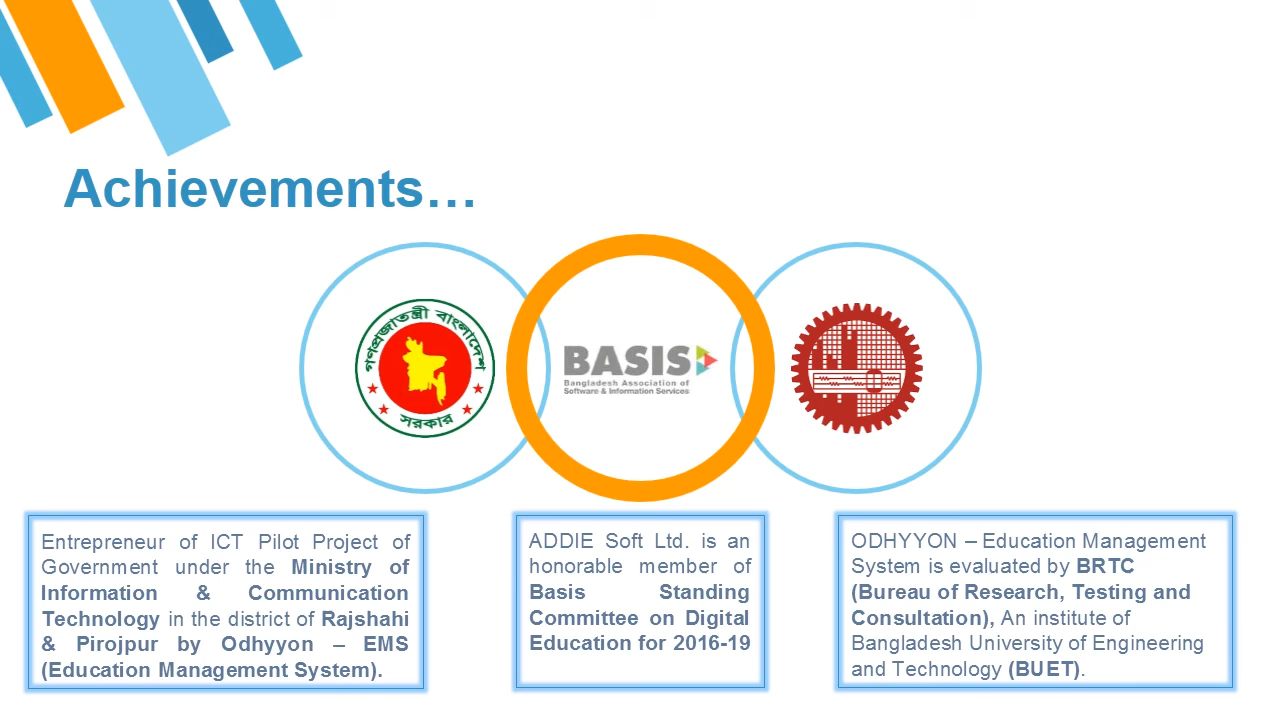 Achievements…
গণপ্রজাতন্ত্রী বাংলাদেশ
সরকার
BASIS
Bangladesh Association of
Software & Information Services
Entrepreneur of ICT Pilot Project of
Government under the Ministry of
Information & Communication
Technology in the district of Rajshahi
& Pirojpur by Odhyyon – EMS
(Education Management System).
ADDIE Soft Ltd. is an
honorable member of
Basis Standing
Committee on Digital
Education for 2016-19
ODHYYON – Education Management
System is evaluated by BRTC
(Bureau of Research, Testing and
Consultation), An institute of
Bangladesh University of Engineering
and Technology (BUET).